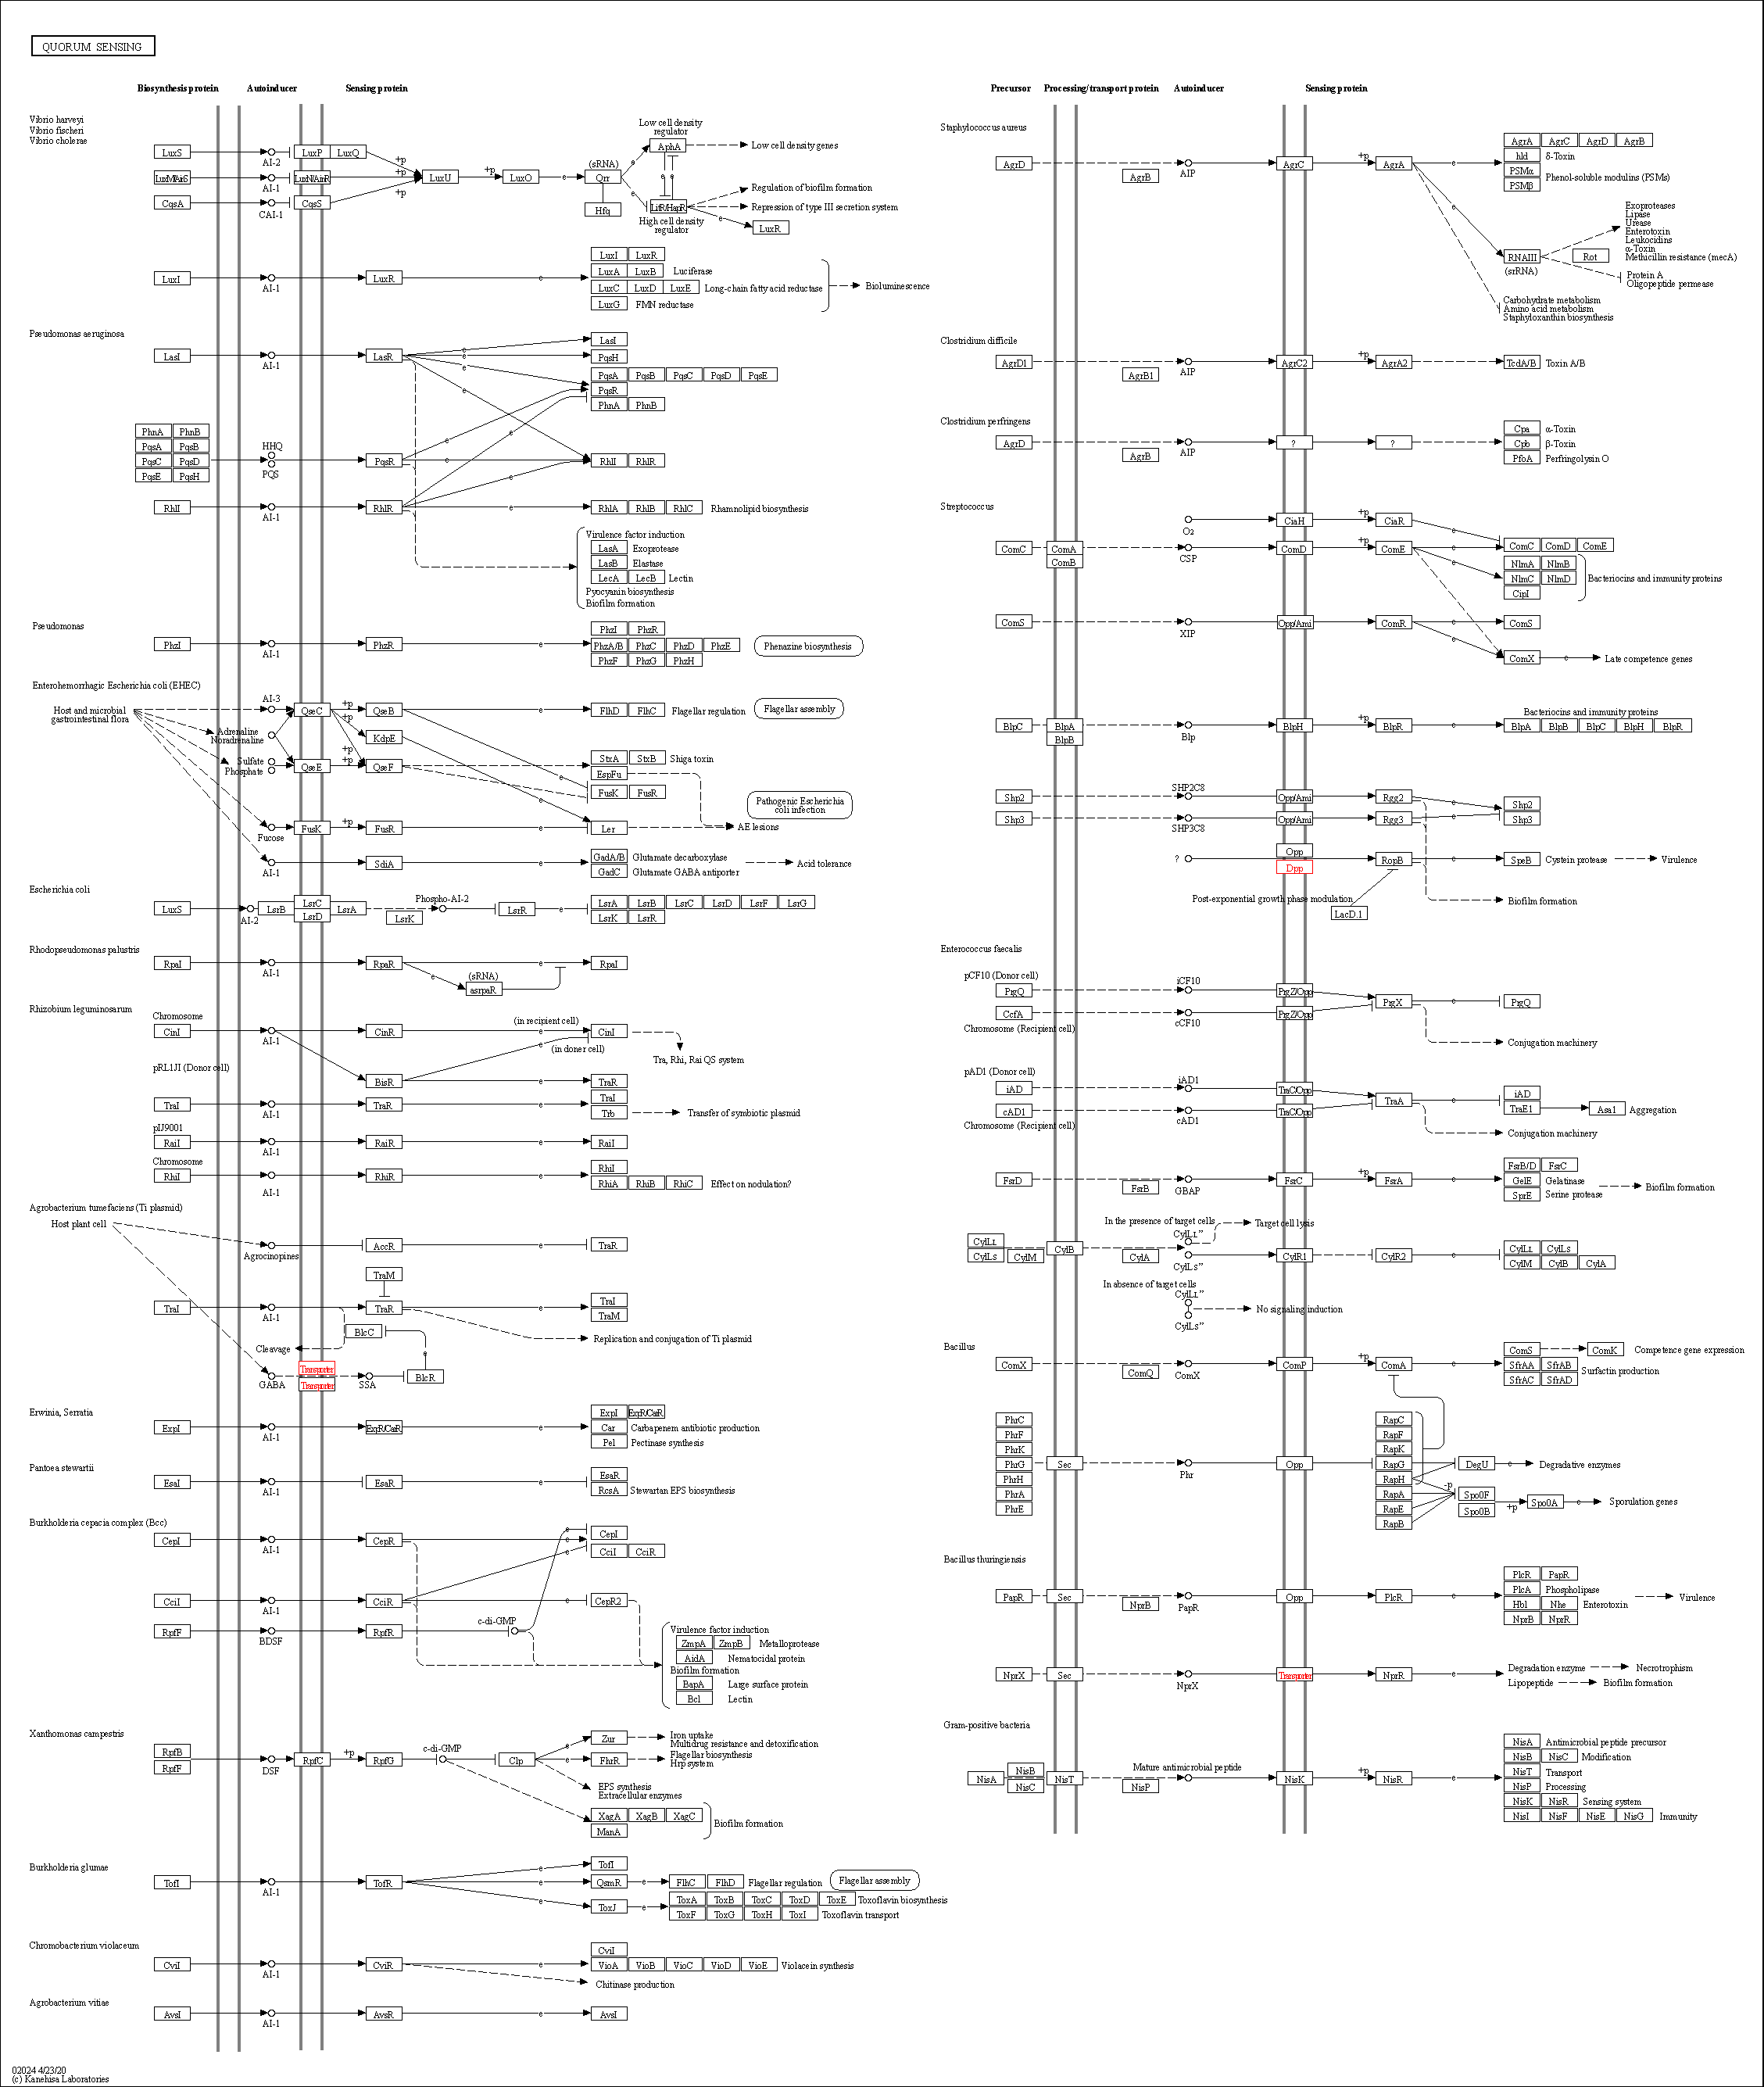 QUORUM SENSING
Biosynthesis protein Autoinducer Sensing protein
Vibrio harveyi
Vibrio fischeri
Vibrio cholerae
Low cell density
regulator
LuxS AI-2 LuxP LuxQ +p AphA Low cell density genes
(sRNA)
LuxM/AinS AI-1 LuxN/AinR +p LuxU +p LuxO e Qrr e e e e
Regulation of biofilm formation
CqsA CAI-1 CqsS +p Hfq LitR/HapR Repression of type III secretion system
High cell density
regulator
e LuxR
LuxI AI-1 LuxR e
LuxI LuxR
LuxA LuxB Luciferase
LuxC LuxD LuxE Long-chain fatty acid reductase Bioluminescence
LuxG FMN reductase
Pseudomonas aeruginosa
LasI AI-1 LasR e e e e
LasI
PqsH
PqsA PqsB PqsC PqsD PqsE
PqsR
PhnA PhnB
PhnA PhnB
PqsA PqsB
PqsC PqsD
PqsE PqsH
HHQ
PQS
PqsR e e e e RhlI RhlR
RhlI AI-1 RhlR e RhlA RhlB RhlC Rhamnolipid biosynthesis
Virulence factor induction
LasA Exoprotease
LasB Elastase
LecA LecB Lectin
Pyocyanin biosynthesis
Biofilm formation
Pseudomonas
PhzI AI-1 PhzR e
PhzI PhzR
PhzA/B PhzC PhzD PhzE Phenazine biosynthesis
PhzF PhzG PhzH
Enterohemorrhagic Escherichia coli (EHEC)
Host and microbial
gastrointestinal flora
AI-3 QseC +p QseB e FlhD FlhC Flagellar regulation Flagellar assembly
Adrenaline
Noradrenaline
+p KdpE
Sulfate
Phosphate
QseE +p +p QseF e e
StxA StxB Shiga toxin
EspFu
FusK FusR
Pathogenic Escherichia
coli infection
Fucose FusK +p FusR e Ler AE lesions
AI-1 SdiA e
GadA/B Glutamate decarboxylase Acid tolerance
GadC Glutamate GABA antiporter
Escherichia coli
LuxS AI-2 LsrB LsrC LsrD LsrA LsrK Phospho-AI-2 LsrR e
LsrA LsrB LsrC LsrD LsrF LsrG
LsrK LsrR
Rhodopseudomonas palustris
RpaI AI-1 RpaR e e RpaI
(sRNA)
asrpaR
Rhizobium leguminosarum
Chromosome
(in recipient cell)
CinI AI-1 CinR e CinI
e (in doner cell)
Tra, Rhi, Rai QS system
pRL1JI (Donor cell)
BisR e TraR
TraI AI-1 TraR e TraI
Trb Transfer of symbiotic plasmid
pIJ9001
RaiI AI-1 RaiR e RaiI
Chromosome
RhiI AI-1 RhiR e RhiI
RhiA RhiB RhiC Effect on nodulation?
Agrobacterium tumefaciens (Ti plasmid)
Host plant cell
Agrocinopines AccR e TraR
TraM
TraI AI-1 TraR e TraI
TraM
BlcC Replication and conjugation of Ti plasmid
Cleavage e
GABA Transporter SSA BlcR
Transporter
Erwinia, Serratia
ExpI AI-1 ExpR/CarR e
ExpI ExpR/CarR
Car Carbapenem antibiotic production
Pel Pectinase synthesis
Pantoea stewartii
EsaI AI-1 EsaR e
EsaR
RcsA Stewartan EPS biosynthesis
Burkholderia cepacia complex (Bcc)
CepI AI-1 CepR e e e CepI
CciI CciR
CciI AI-1 CciR e CepR2
c-di-GMP
RpfF BDSF RpfR
Virulence factor induction
ZmpA ZmpB Metalloprotease
AidA Nematocidal protein
Biofilm formation
BapA Large surface protein
Bcl Lectin
Xanthomonas campestris
RpfB
RpfF
DSF RpfC +p RpfG c-di-GMP Clp e e
Zur Iron uptake
Multidrug resistance and detoxification
FhrR Flagellar biosynthesis
Hrp system
EPS synthesis
Extracellular enzymes
XagA XagB XagC Biofilm formation
ManA
Burkholderia glumae
TofI AI-1 TofR e e e
TofI
QsmR e FlhC FlhD Flagellar regulation Flagellar assembly
ToxJ e ToxA ToxB ToxC ToxD ToxE Toxoflavin biosynthesis
ToxF ToxG ToxH ToxI Toxoflavin transport
Chromobacterium violaceum
CviI AI-1 CviR e
CviI
VioA VioB VioC VioD VioE Violacein synthesis
Chitinase production
Agrobacterium vitiae
AvsI AI-1 AvsR e AvsI
02024 4/23/20
(c) Kanehisa Laboratories
Precursor Processing/transport protein Autoinducer Sensing protein
Staphylococcus aureus
AgrD AgrB AIP AgrC +p AgrA e
AgrA AgrC AgrD AgrB
hld δ-Toxin
PSMα Phenol-soluble modulins (PSMs)
PSMβ
e
RNAIII
(srRNA)
Rot
Exoproteases
Lipase
Urease
Enterotoxin
Leukocidins
α-Toxin
Methicillin resistance (mecA)
Protein A
Oligopeptide permease
Carbohydrate metabolism
Amino acid metabolism
Staphyloxanthin biosynthesis
Clostridium difficile
AgrD1 AgrB1 AIP AgrC2 +p AgrA2 TcdA/B Toxin A/B
Clostridium perfringens
AgrD AgrB AIP ? ?
Cpa α-Toxin
Cpb β-Toxin
PfoA Perfringolysin O
Streptococcus
O2 CiaH +p CiaR e
ComC ComA CSP ComD +p ComE e ComC ComD ComE
ComB
e
NlmA NlmB
NlmC NlmD Bacteriocins and immunity proteins
CipI
ComS XIP Opp/Ami ComR e ComS
e ComX e Late competence genes
Bacteriocins and immunity proteins
BlpC BlpA Blp BlpH +p BlpR e BlpA BlpB BlpC BlpH BlpR
BlpB
Shp2 SHP2C8 Opp/Ami Rgg2 e Shp2
Shp3 SHP3C8 Opp/Ami Rgg3 e Shp3
Opp
? Dpp RopB e SpeB Cystein protease Virulence
Post-exponential growth phase modulation
LacD.1
Biofilm formation
Enterococcus faecalis
pCF10 (Donor cell)
PrgQ iCF10 PrgZ/Opp PrgX e PrgQ
CcfA cCF10 PrgZ/Opp
Chromosome (Recipient cell)
Conjugation machinery
pAD1 (Donor cell)
iAD iAD1 TraC/Opp TraA e iAD
cAD1 cAD1 TraC/Opp TraE1 Asa1 Aggregation
Chromosome (Recipient cell)
Conjugation machinery
FsrD FsrB GBAP FsrC +p FsrA e
FsrB/D FsrC
GelE Gelatinase Biofilm formation
SprE Serine protease
In the presence of target cells Target cell lysis
CylLL CylLS CylM CylB CylA CylLL" CylLS" CylR1 CylR2 e
CylLL CylLS
CylM CylB CylA
In absence of target cells
CylLL"
No signaling induction
CylLS"
Bacillus
ComX ComQ ComX ComP +p ComA e
ComS ComK Competence gene expression
SfrAA SfrAB Surfactin production
SfrAC SfrAD
PhrC
PhrF
PhrK
PhrG
PhrH
PhrA
PhrE
Sec Phr Opp
RapC
RapF
RapK
RapG
RapH
RapA
RapE
RapB
DegU e Degradative enzymes
-p
Spo0F
Spo0B
+p Spo0A e Sporulation genes
Bacillus thuringiensis
PapR Sec NprB PapR Opp PlcR e
PlcR PapR
PlcA Phospholipase Virulence
Hbl Nhe Enterotoxin
NprB NprR
NprX Sec NprX Transporter NprR e
Degradation enzyme Necrotrophism
Lipopeptide Biofilm formation
Gram-positive bacteria
Mature antimicrobial peptide
NisA NisB NisC NisT NisP NisK +p NisR e
NisA Antimicrobial peptide precursor
NisB NisC Modification
NisT Transport
NisP Processing
NisK NisR Sensing system
NisI NisF NisE NisG Immunity